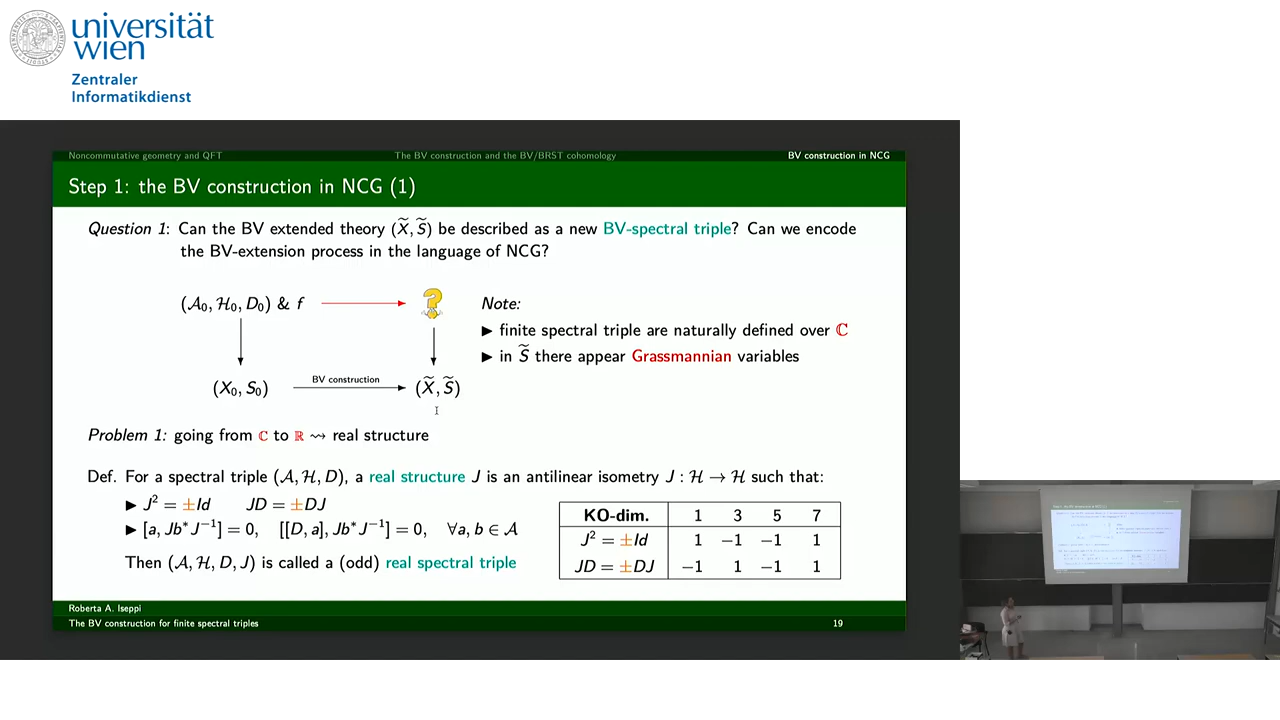 universität
wien
Zentraler
Informatikdienst
Noncommutative geometry and QFT The BV construction and the BV/BRST cohomology BV construction in NCG
Step 1: the BV construction in NCG (1)
Question 1: Can the BV extended theory (X̃, S̃) be described as a new BV-spectral triple? Can we encode
the BV-extension process in the language of NCG?
(𝒜₀, ℋ₀, D₀) & f ?
Note:
▶ finite spectral triple are naturally defined over ℂ
▶ in S̃ there appear Grassmannian variables
(X₀, S₀) BV construction (X̃, S̃)
Problem 1: going from ℂ to ℝ ⇝ real structure
Def. For a spectral triple (𝒜, ℋ, D), a real structure J is an antilinear isometry J : ℋ → ℋ such that:
▶ J² = ±Id JD = ±DJ
▶ [a, Jb*J⁻¹] = 0, [[D, a], Jb*J⁻¹] = 0, ∀a, b ∈ 𝒜
Then (𝒜, ℋ, D, J) is called a (odd) real spectral triple
KO-dim. 1 3 5 7
J² = ±Id 1 −1 −1 1
JD = ±DJ −1 1 −1 1
Roberta A. Iseppi
The BV construction for finite spectral triples 19